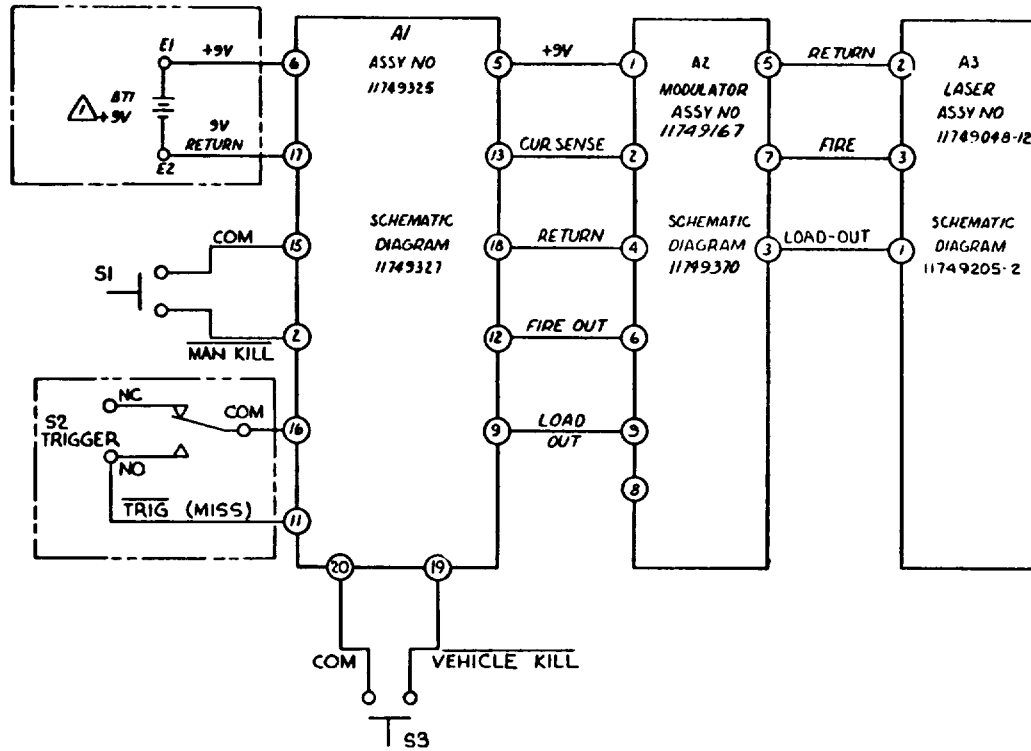 E1
+9V
BT1
1
+9V
9V
RETURN
E2
6
17
A1
ASSY NO
11749325
SCHEMATIC
DIAGRAM
11749327
5
+9V
1
13
CUR SENSE
2
18
RETURN
4
12
FIRE OUT
6
9
LOAD
OUT
9
8
A2
MODULATOR
ASSY NO
11749167
SCHEMATIC
DIAGRAM
11749370
5
RETURN
2
7
FIRE
3
3
LOAD-OUT
1
A3
LASER
ASSY NO
11749048-12
SCHEMATIC
DIAGRAM
11749205-2
COM
15
S1
2
MAN KILL
NC
COM
16
S2
TRIGGER
NO
TRIG (MISS)
11
20
19
COM
VEHICLE KILL
S3